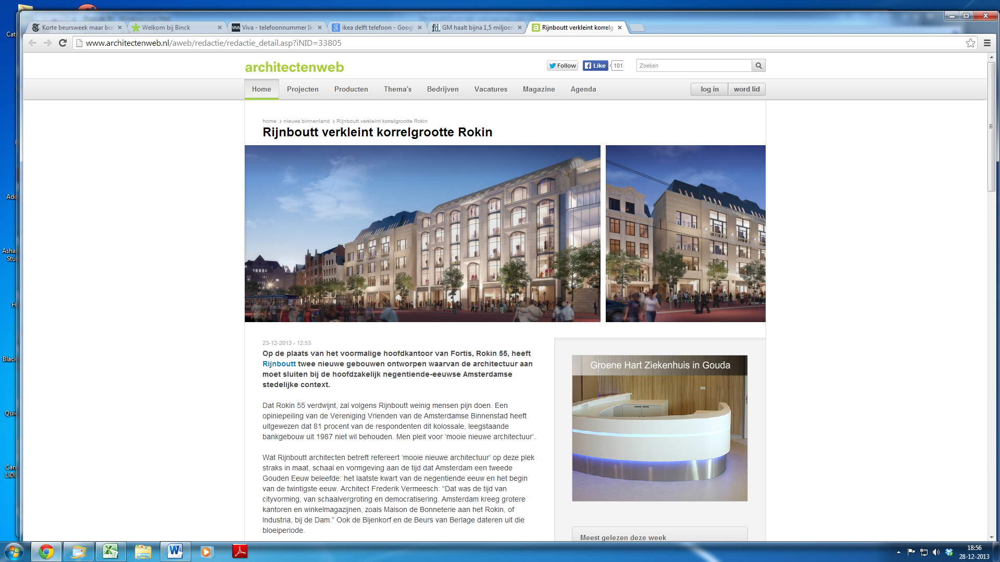 Korte beursweek maar bor
Welkom bij Binck
Viva - telefoonnummer Ik
ikea delft telefoon - Googl
GM haalt bijna 1,5 miljoen
Rijnboutt verkleint korrelg
www.architectenweb.nl/aweb/redactie/redactie_detail.asp?iNID=33805
architectenweb
Follow
Like
101
Zoeken
Home Projecten Producten Thema's Bedrijven Vacatures Magazine Agenda
log in word lid
home > nieuws binnenland > Rijnboutt verkleint korrelgrootte Rokin
Rijnboutt verkleint korrelgrootte Rokin
23-12-2013 - 12:53
Op de plaats van het voormalige hoofdkantoor van Fortis, Rokin 55, heeft
Rijnboutt twee nieuwe gebouwen ontworpen waarvan de architectuur aan
moet sluiten bij de hoofdzakelijk negentiende-eeuwse Amsterdamse
stedelijke context.
Dat Rokin 55 verdwijnt, zal volgens Rijnboutt weinig mensen pijn doen. Een
opiniepeiling van de Vereniging Vrienden van de Amsterdamse Binnenstad heeft
uitgewezen dat 81 procent van de respondenten dit kolossale, leegstaande
bankgebouw uit 1987 niet wil behouden. Men pleit voor ‘mooie nieuwe architectuur’.
Wat Rijnboutt architecten betreft refereert ‘mooie nieuwe architectuur’ op deze plek
straks in maat, schaal en vormgeving aan de tijd dat Amsterdam een tweede
Gouden Eeuw beleefde: het laatste kwart van de negentiende eeuw en het begin
van de twintigste eeuw. Architect Frederik Vermeesch: “Dat was de tijd van
cityvorming, van schaalvergroting en democratisering. Amsterdam kreeg grotere
kantoren en winkelmagazijnen, zoals Maison de Bonneterie aan het Rokin, of
Industria, bij de Dam.” Ook de Bijenkorf en de Beurs van Berlage dateren uit die
bloeiperiode.
Groene Hart Ziekenhuis in Gouda
Meest gelezen deze week
Cat
Ado
Asha
Stu
H
Black
Quic
Can
LiDE
18:56
28-12-2013